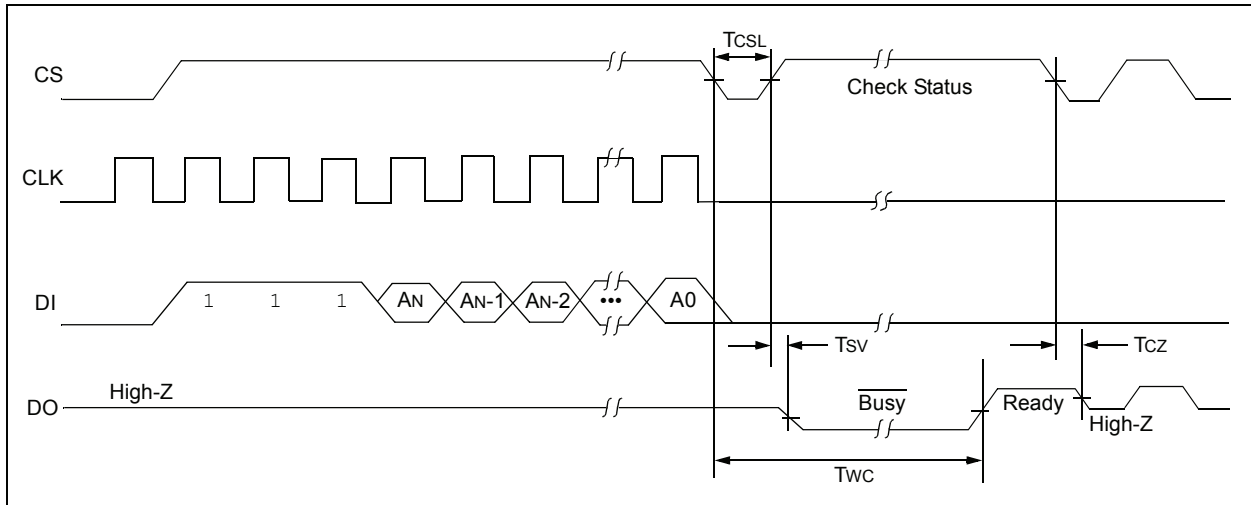 TCSL
CS
Check Status
CLK
DI
1 1 1 AN AN-1 AN-2 ••• A0
TSV
TCZ
High-Z
DO
Busy
Ready
High-Z
TWC